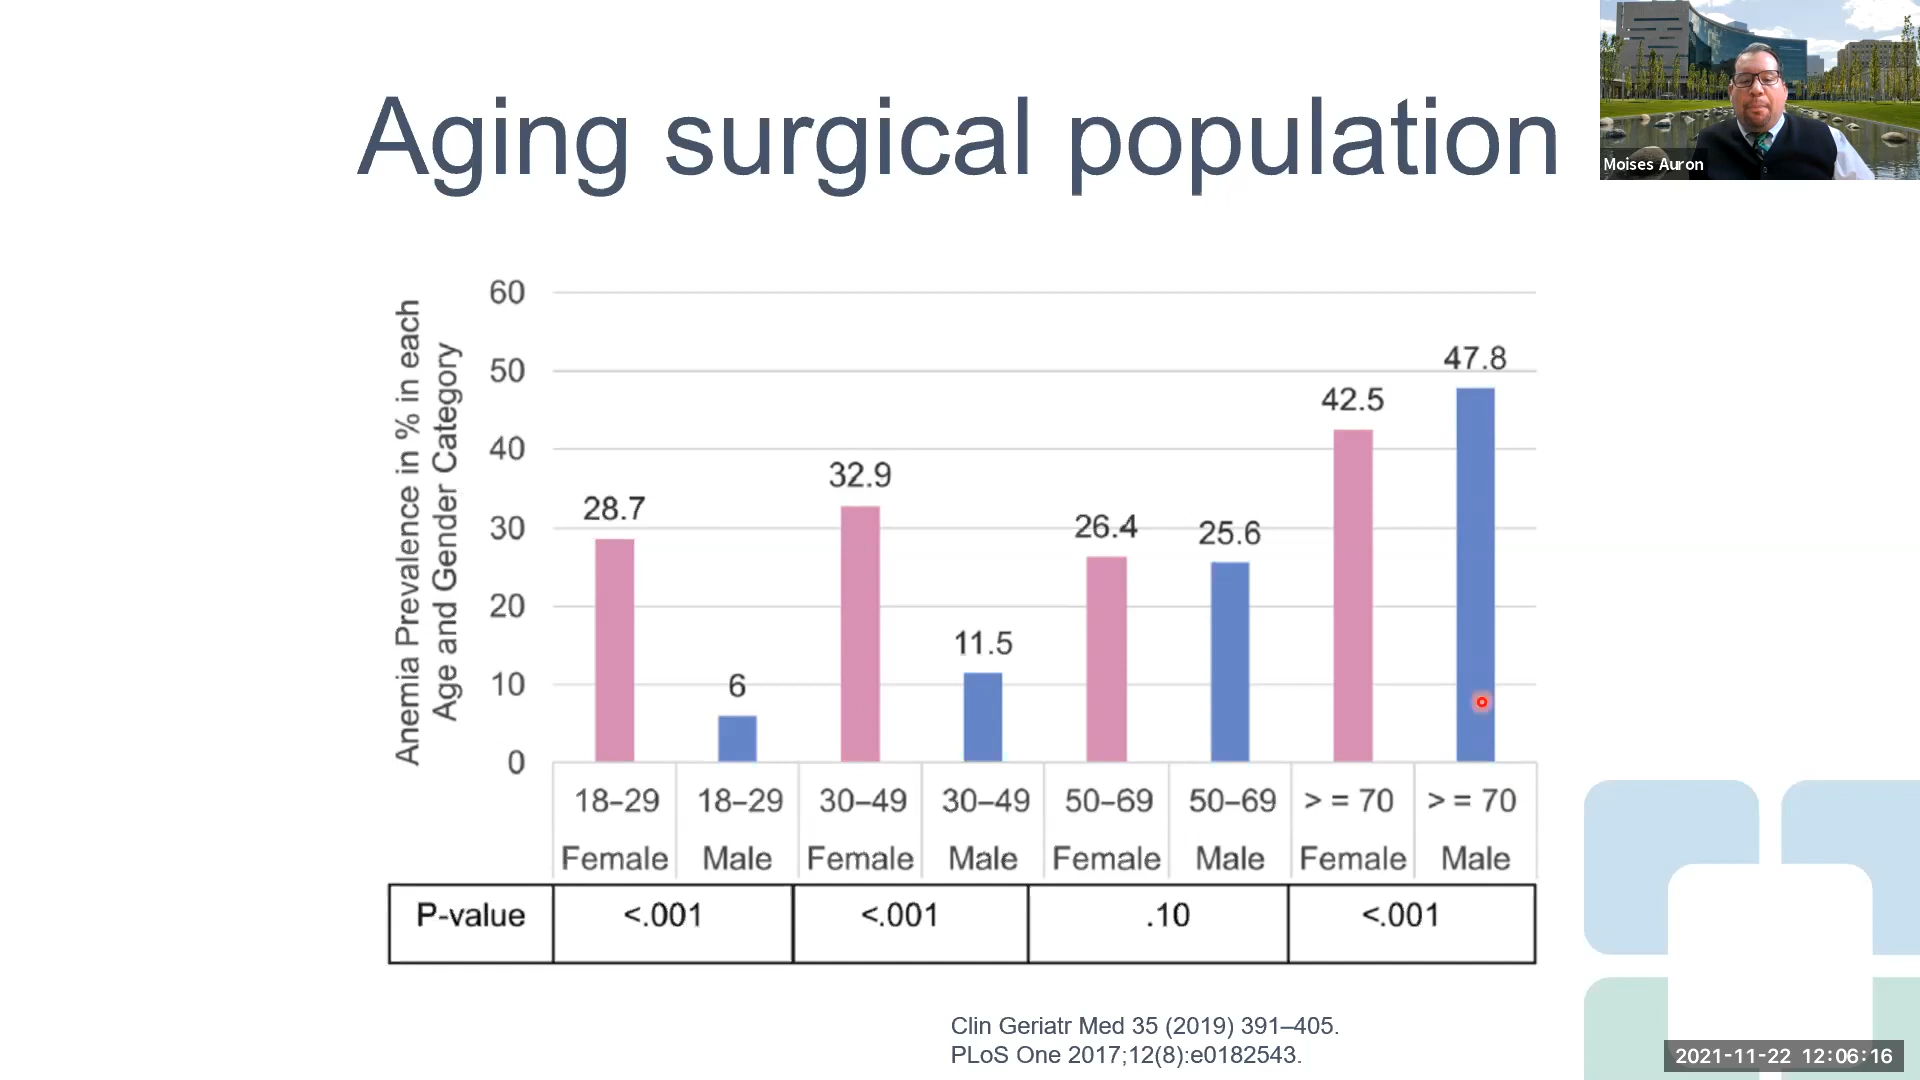 Aging surgical population
Moises Auron
Anemia Prevalence in % in each
Age and Gender Category
60
50
40
30
20
10
0
28.7
6
32.9
11.5
26.4
25.6
42.5
47.8
18–29 18–29 30–49 30–49 50–69 50–69 > = 70 > = 70
Female Male Female Male Female Male Female Male
P-value <.001 <.001 .10 <.001
Clin Geriatr Med 35 (2019) 391–405.
PLoS One 2017;12(8):e0182543.
2021-11-22 12:06:16